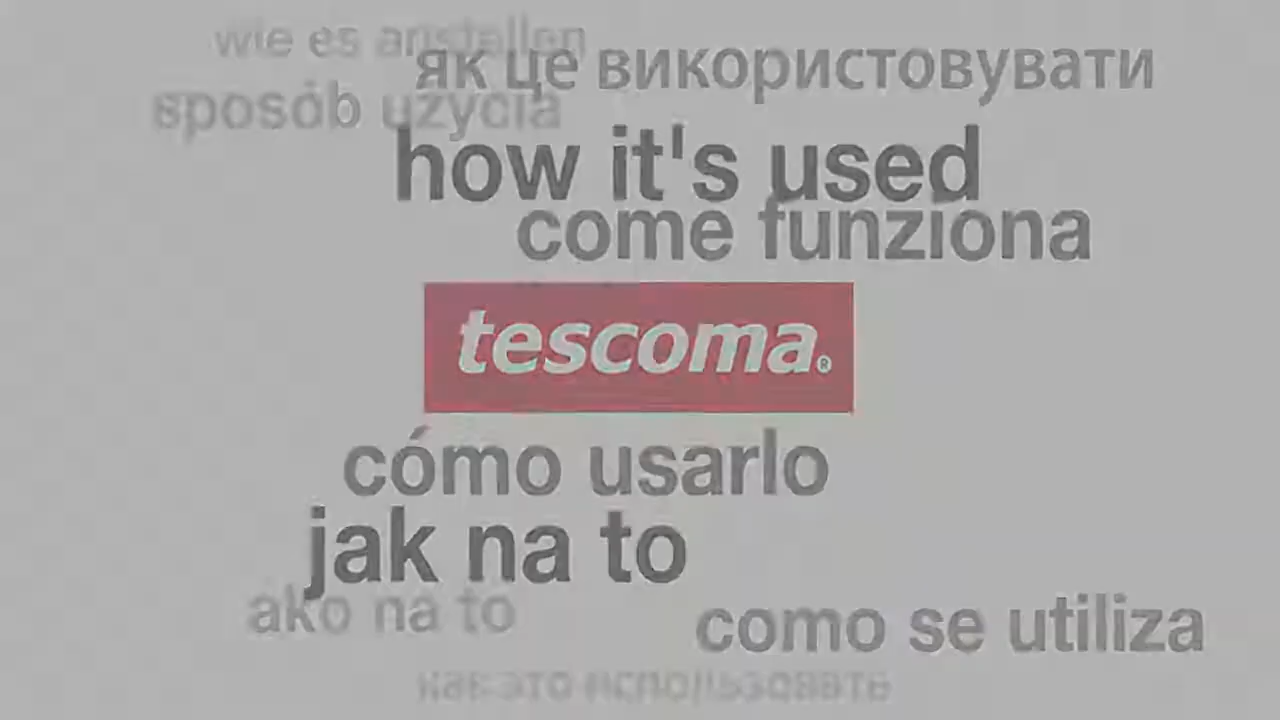 wie es anstellen
як це використовувати
sposób użycia
how it's used
come funziona
tescoma.®
cómo usarlo
jak na to
ako na to
como se utiliza
как это использовать